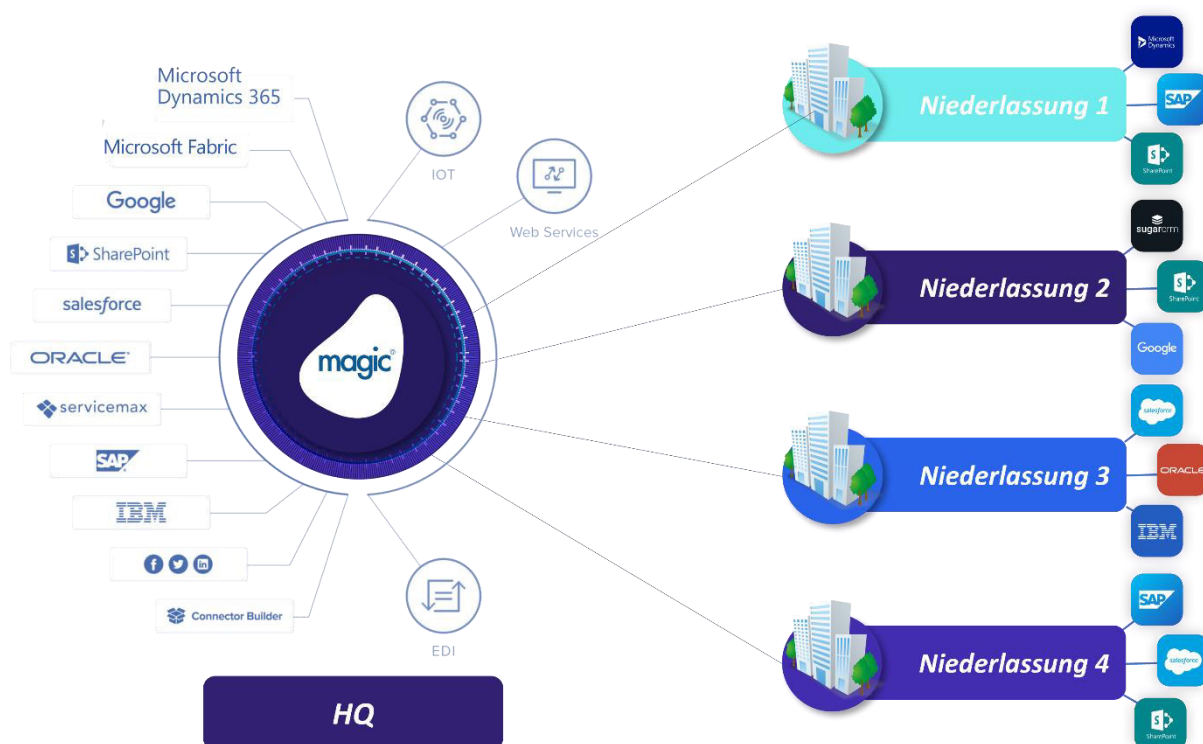 Microsoft
Dynamics 365
Microsoft Fabric
Google
SharePoint
salesforce
ORACLE
servicemax
SAP
IBM
Connector Builder
IOT
Web Services
magic
EDI
HQ
Niederlassung 1
Microsoft
Dynamics
SAP
SharePoint
Niederlassung 2
sugarcrm
SharePoint
Google
Niederlassung 3
salesforce
ORACLE
IBM
Niederlassung 4
SAP
salesforce
SharePoint